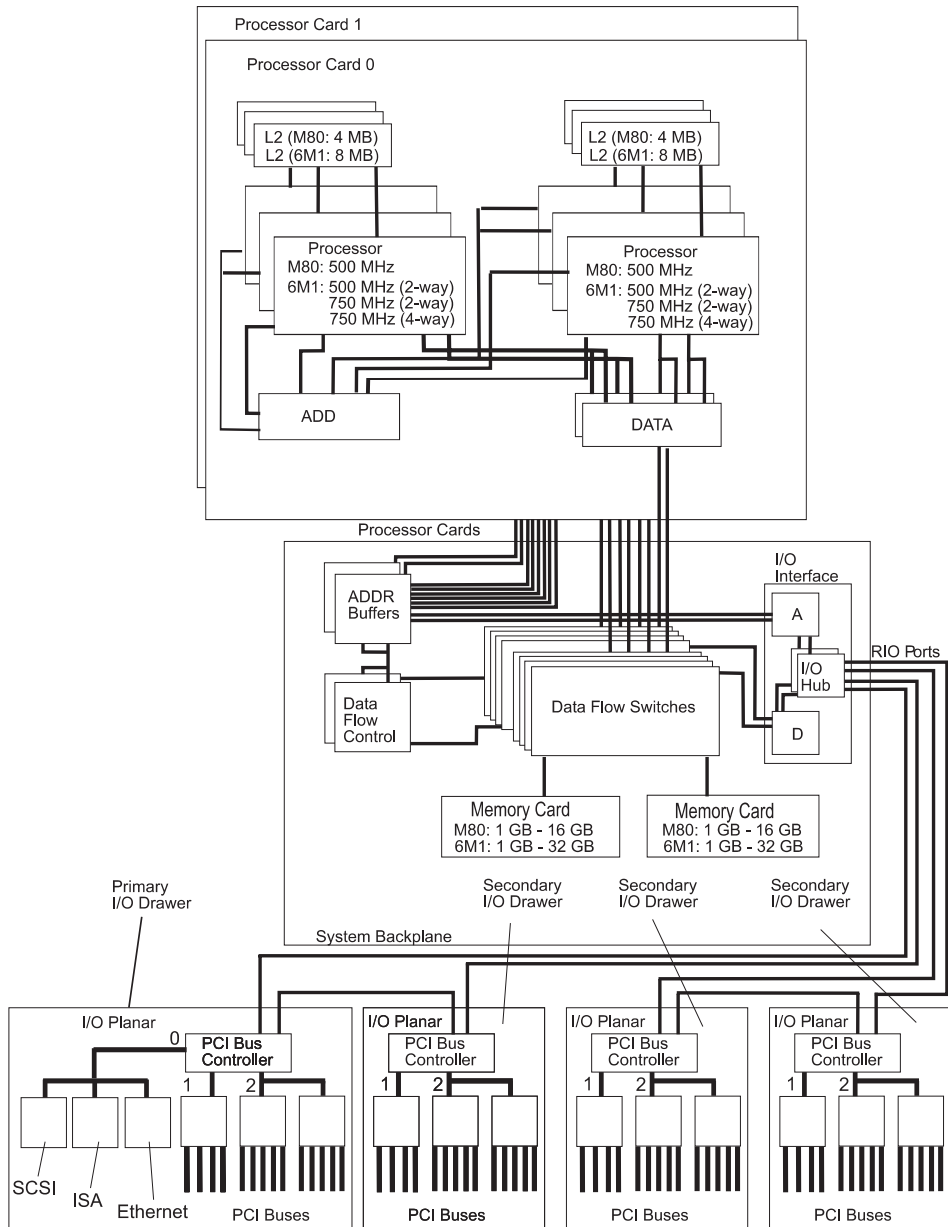 Processor Card 1
Processor Card 0
L2 (M80: 4 MB)
L2 (6M1: 8 MB)
L2 (M80: 4 MB)
L2 (6M1: 8 MB)
Processor
M80: 500 MHz
6M1: 500 MHz (2-way)
750 MHz (2-way)
750 MHz (4-way)
Processor
M80: 500 MHz
6M1: 500 MHz (2-way)
750 MHz (2-way)
750 MHz (4-way)
ADD
DATA
Processor Cards
I/O
Interface
ADDR
Buffers
A
RIO Ports
I/O
Hub
Data
Flow
Control
Data Flow Switches
D
Memory Card
M80: 1 GB - 16 GB
6M1: 1 GB - 32 GB
Memory Card
M80: 1 GB - 16 GB
6M1: 1 GB - 32 GB
Primary
I/O Drawer
Secondary
I/O Drawer
Secondary
I/O Drawer
Secondary
I/O Drawer
System Backplane
I/O Planar
0
PCI Bus
Controller
1
2
SCSI
ISA
Ethernet
PCI Buses
I/O Planar
PCI Bus
Controller
1
2
PCI Buses
I/O Planar
PCI Bus
Controller
1
2
PCI Buses
I/O Planar
PCI Bus
Controller
1
2
PCI Buses